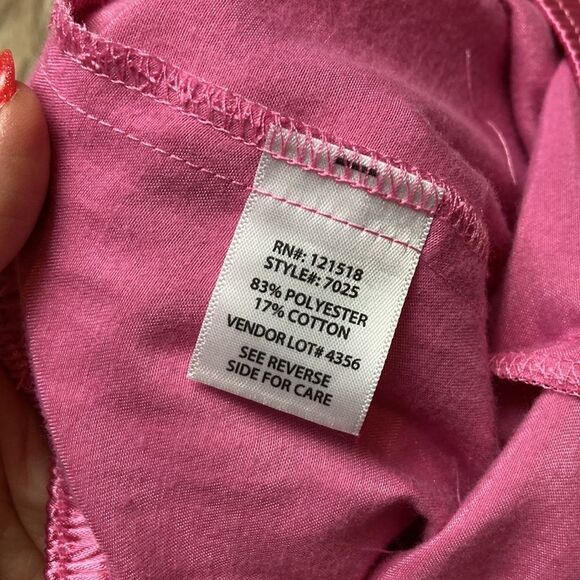 RN#: 121518
STYLE#: 7025
83% POLYESTER
17% COTTON
VENDOR LOT# 4356
SEE REVERSE
SIDE FOR CARE